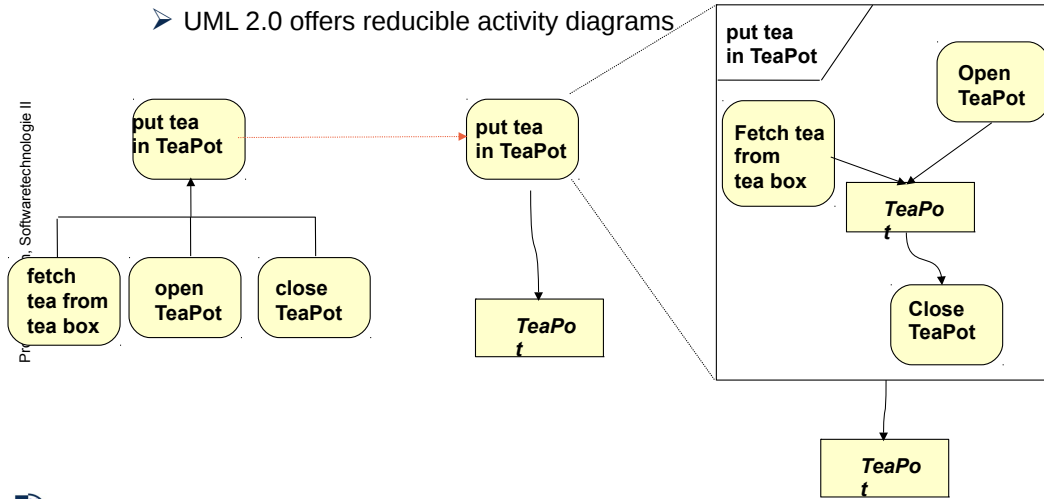 ➢ UML 2.0 offers reducible activity diagrams
put tea
in TeaPot
fetch
tea from
tea box
open
TeaPot
close
TeaPot
put tea
in TeaPot
TeaPo
t
put tea
in TeaPot
Open
TeaPot
Fetch tea
from
tea box
TeaPo
t
Close
TeaPot
TeaPo
t
Softwaretechnologie II